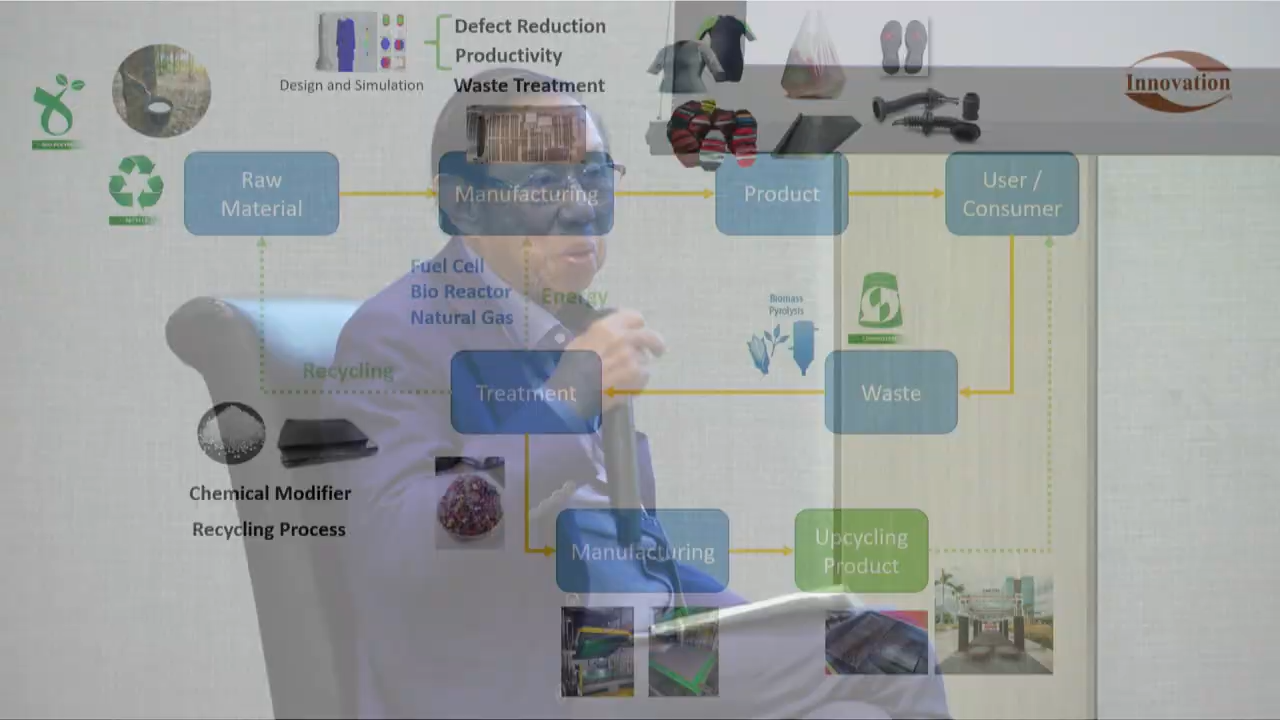 Defect Reduction
Productivity
Design and Simulation
Waste Treatment
Innovation
Raw
Material
Manufacturing
Product
User /
Consumer
Fuel Cell
Bio Reactor
Natural Gas
Energy
Biomass
Pyrolysis
Recycling
Treatment
Waste
Chemical Modifier
Recycling Process
Manufacturing
Upcycling
Product